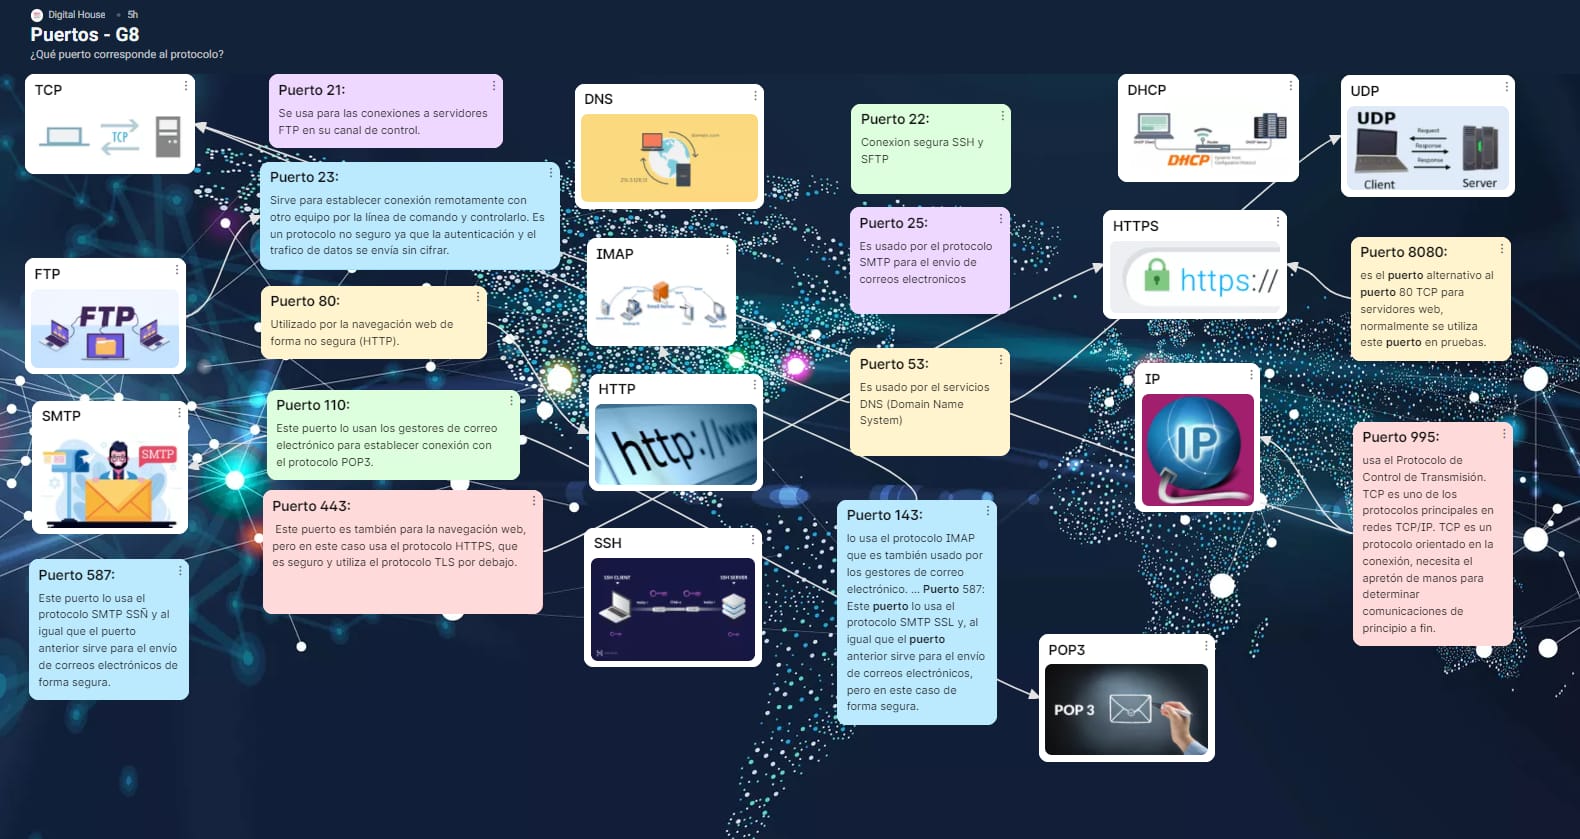 Digital House • 5h
Puertos - G8
¿Qué puerto corresponde al protocolo?
TCP
TCP
Puerto 21:
Se usa para las conexiones a servidores
FTP en su canal de control.
DNS
domain.com
Puerto 22:
Conexion segura SSH y
SFTP
DHCP
DHCP Client
Router
DHCP Server
DHCP
Dynamic Host
Configuration Protocol
UDP
UDP
Request
Response
Response
Client
Server
Puerto 23:
Sirve para establecer conexión remotamente con
otro equipo por la línea de comando y controlarlo. Es
un protocolo no seguro ya que la autenticación y el
trafico de datos se envía sin cifrar.
Puerto 25:
Es usado por el protocolo
SMTP para el envio de
correos electronicos
HTTPS
https://
IMAP
Puerto 8080:
es el puerto alternativo al
puerto 80 TCP para
servidores web,
normalmente se utiliza
este puerto en pruebas.
FTP
FTP
Puerto 80:
Utilizado por la navegación web de
forma no segura (HTTP).
Puerto 53:
Es usado por el servicios
DNS (Domain Name
System)
IP
IP
HTTP
http://www
SMTP
SMTP
Puerto 110:
Este puerto lo usan los gestores de correo
electrónico para establecer conexión con
el protocolo POP3.
Puerto 995:
usa el Protocolo de
Control de Transmisión.
TCP es uno de los
protocolos principales en
redes TCP/IP. TCP es un
protocolo orientado en la
conexión, necesita el
apretón de manos para
determinar
comunicaciones de
principio a fin.
Puerto 443:
Este puerto es también para la navegación web,
pero en este caso usa el protocolo HTTPS, que
es seguro y utiliza el protocolo TLS por debajo.
Puerto 143:
lo usa el protocolo IMAP
que es también usado por
los gestores de correo
electrónico. ... Puerto 587:
Este puerto lo usa el
protocolo SMTP SSL y, al
igual que el puerto
anterior sirve para el envío
de correos electrónicos,
pero en este caso de
forma segura.
SSH
SSH CLIENT
SSH SERVER
Puerto 587:
Este puerto lo usa el
protocolo SMTP SSÑ y al
igual que el puerto
anterior sirve para el envío
de correos electrónicos de
forma segura.
POP3
POP 3